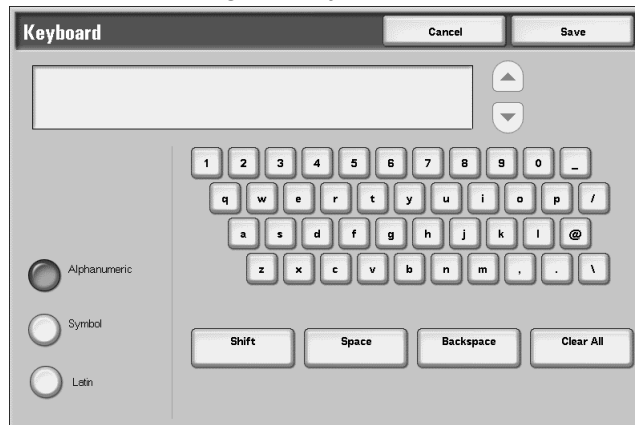 Keyboard Cancel Save
1 2 3 4 5 6 7 8 9 0 _
q w e r t y u i o p /
a s d f g h j k l @
z x c v b n m , . \
Alphanumeric
Symbol
Latin
Shift Space Backspace Clear All